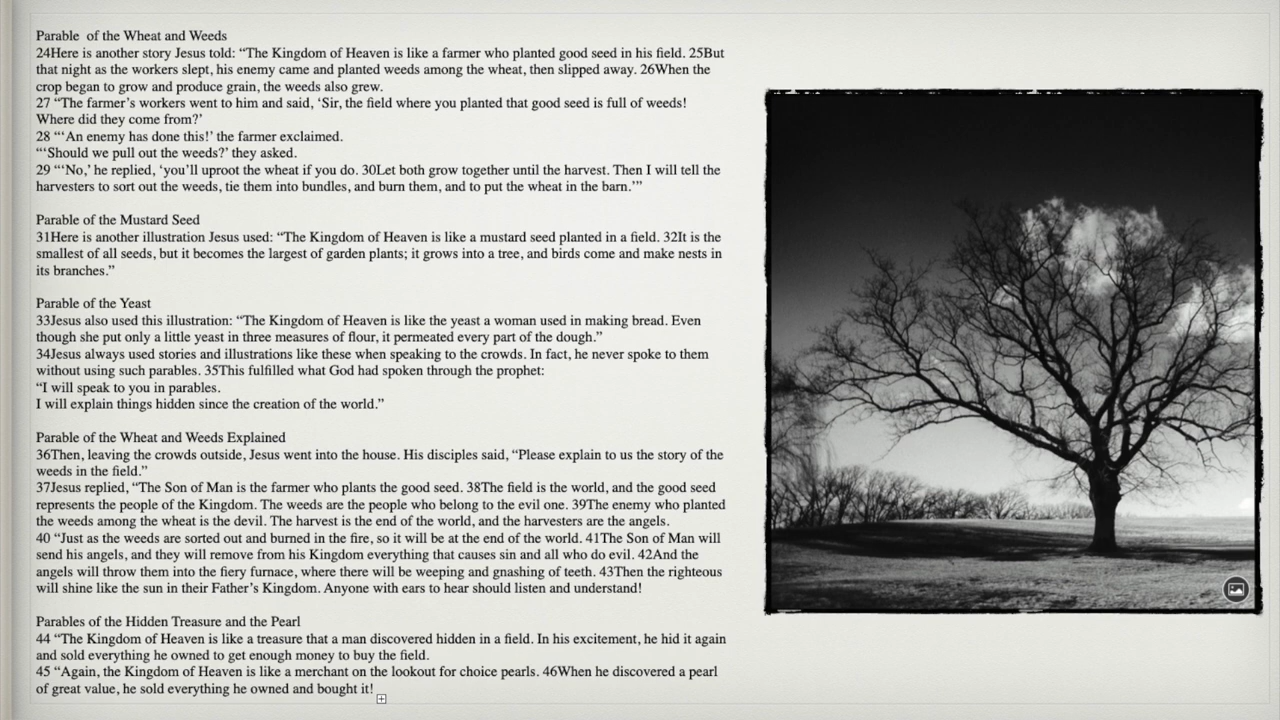 Parable  of the Wheat and Weeds
24Here is another story Jesus told: “The Kingdom of Heaven is like a farmer who planted good seed in his field. 25But
that night as the workers slept, his enemy came and planted weeds among the wheat, then slipped away. 26When the
crop began to grow and produce grain, the weeds also grew.
27 “The farmer’s workers went to him and said, ‘Sir, the field where you planted that good seed is full of weeds!
Where did they come from?’
28 “‘An enemy has done this!’ the farmer exclaimed.
“‘Should we pull out the weeds?’ they asked.
29 “‘No,’ he replied, ‘you’ll uproot the wheat if you do. 30Let both grow together until the harvest. Then I will tell the
harvesters to sort out the weeds, tie them into bundles, and burn them, and to put the wheat in the barn.’”
Parable of the Mustard Seed
31Here is another illustration Jesus used: “The Kingdom of Heaven is like a mustard seed planted in a field. 32It is the
smallest of all seeds, but it becomes the largest of garden plants; it grows into a tree, and birds come and make nests in
its branches.”
Parable of the Yeast
33Jesus also used this illustration: “The Kingdom of Heaven is like the yeast a woman used in making bread. Even
though she put only a little yeast in three measures of flour, it permeated every part of the dough.”
34Jesus always used stories and illustrations like these when speaking to the crowds. In fact, he never spoke to them
without using such parables. 35This fulfilled what God had spoken through the prophet:
“I will speak to you in parables.
I will explain things hidden since the creation of the world.”
Parable of the Wheat and Weeds Explained
36Then, leaving the crowds outside, Jesus went into the house. His disciples said, “Please explain to us the story of the
weeds in the field.”
37Jesus replied, “The Son of Man is the farmer who plants the good seed. 38The field is the world, and the good seed
represents the people of the Kingdom. The weeds are the people who belong to the evil one. 39The enemy who planted
the weeds among the wheat is the devil. The harvest is the end of the world, and the harvesters are the angels.
40 “Just as the weeds are sorted out and burned in the fire, so it will be at the end of the world. 41The Son of Man will
send his angels, and they will remove from his Kingdom everything that causes sin and all who do evil. 42And the
angels will throw them into the fiery furnace, where there will be weeping and gnashing of teeth. 43Then the righteous
will shine like the sun in their Father’s Kingdom. Anyone with ears to hear should listen and understand!
Parables of the Hidden Treasure and the Pearl
44 “The Kingdom of Heaven is like a treasure that a man discovered hidden in a field. In his excitement, he hid it again
and sold everything he owned to get enough money to buy the field.
45 “Again, the Kingdom of Heaven is like a merchant on the lookout for choice pearls. 46When he discovered a pearl
of great value, he sold everything he owned and bought it!